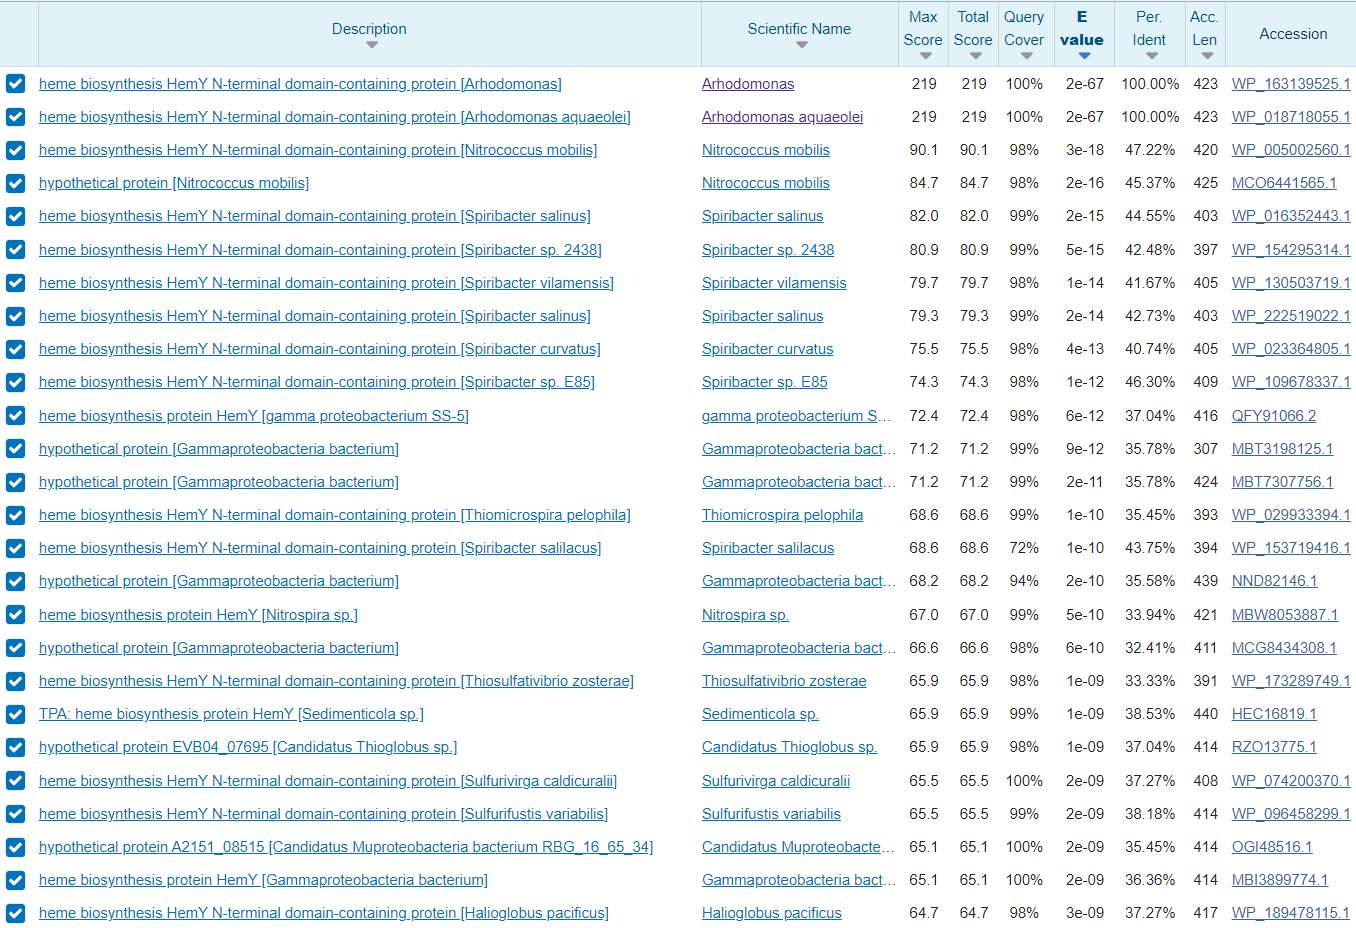 Description Scientific Name Max Score Total Score Query Cover E value Per. Ident Acc. Len Accession
heme biosynthesis HemY N-terminal domain-containing protein [Arhodomonas] Arhodomonas 219 219 100% 2e-67 100.00% 423 WP_163139525.1
heme biosynthesis HemY N-terminal domain-containing protein [Arhodomonas aquaeolei] Arhodomonas aquaeolei 219 219 100% 2e-67 100.00% 423 WP_018718055.1
heme biosynthesis HemY N-terminal domain-containing protein [Nitrococcus mobilis] Nitrococcus mobilis 90.1 90.1 98% 3e-18 47.22% 420 WP_005002560.1
hypothetical protein [Nitrococcus mobilis] Nitrococcus mobilis 84.7 84.7 98% 2e-16 45.37% 425 MCO6441565.1
heme biosynthesis HemY N-terminal domain-containing protein [Spiribacter salinus] Spiribacter salinus 82.0 82.0 99% 2e-15 44.55% 403 WP_016352443.1
heme biosynthesis HemY N-terminal domain-containing protein [Spiribacter sp. 2438] Spiribacter sp. 2438 80.9 80.9 99% 5e-15 42.48% 397 WP_154295314.1
heme biosynthesis HemY N-terminal domain-containing protein [Spiribacter vilamensis] Spiribacter vilamensis 79.7 79.7 98% 1e-14 41.67% 405 WP_130503719.1
heme biosynthesis HemY N-terminal domain-containing protein [Spiribacter salinus] Spiribacter salinus 79.3 79.3 99% 2e-14 42.73% 403 WP_222519022.1
heme biosynthesis HemY N-terminal domain-containing protein [Spiribacter curvatus] Spiribacter curvatus 75.5 75.5 98% 4e-13 40.74% 405 WP_023364805.1
heme biosynthesis HemY N-terminal domain-containing protein [Spiribacter sp. E85] Spiribacter sp. E85 74.3 74.3 98% 1e-12 46.30% 409 WP_109678337.1
heme biosynthesis protein HemY [gamma proteobacterium SS-5] gamma proteobacterium S... 72.4 72.4 98% 6e-12 37.04% 416 QFY91066.2
hypothetical protein [Gammaproteobacteria bacterium] Gammaproteobacteria bact... 71.2 71.2 99% 9e-12 35.78% 307 MBT3198125.1
hypothetical protein [Gammaproteobacteria bacterium] Gammaproteobacteria bact... 71.2 71.2 99% 2e-11 35.78% 424 MBT7307756.1
heme biosynthesis HemY N-terminal domain-containing protein [Thiomicrospira pelophila] Thiomicrospira pelophila 68.6 68.6 99% 1e-10 35.45% 393 WP_029933394.1
heme biosynthesis HemY N-terminal domain-containing protein [Spiribacter salilacus] Spiribacter salilacus 68.6 68.6 72% 1e-10 43.75% 394 WP_153719416.1
hypothetical protein [Gammaproteobacteria bacterium] Gammaproteobacteria bact... 68.2 68.2 94% 2e-10 35.58% 439 NND82146.1
heme biosynthesis protein HemY [Nitrospira sp.] Nitrospira sp. 67.0 67.0 99% 5e-10 33.94% 421 MBW8053887.1
hypothetical protein [Gammaproteobacteria bacterium] Gammaproteobacteria bact... 66.6 66.6 98% 6e-10 32.41% 411 MCG8434308.1
heme biosynthesis HemY N-terminal domain-containing protein [Thiosulfativibrio zosterae] Thiosulfativibrio zosterae 65.9 65.9 98% 1e-09 33.33% 391 WP_173289749.1
TPA: heme biosynthesis protein HemY [Sedimenticola sp.] Sedimenticola sp. 65.9 65.9 99% 1e-09 38.53% 440 HEC16819.1
hypothetical protein EVB04_07695 [Candidatus Thioglobus sp.] Candidatus Thioglobus sp. 65.9 65.9 98% 1e-09 37.04% 414 RZO13775.1
heme biosynthesis HemY N-terminal domain-containing protein [Sulfurivirga caldicuralii] Sulfurivirga caldicuralii 65.5 65.5 100% 2e-09 37.27% 408 WP_074200370.1
heme biosynthesis HemY N-terminal domain-containing protein [Sulfurifustis variabilis] Sulfurifustis variabilis 65.5 65.5 99% 2e-09 38.18% 414 WP_096458299.1
hypothetical protein A2151_08515 [Candidatus Muproteobacteria bacterium RBG_16_65_34] Candidatus Muproteobacte... 65.1 65.1 100% 2e-09 35.45% 414 OGI48516.1
heme biosynthesis protein HemY [Gammaproteobacteria bacterium] Gammaproteobacteria bact... 65.1 65.1 100% 2e-09 36.36% 414 MBI3899774.1
heme biosynthesis HemY N-terminal domain-containing protein [Halioglobus pacificus] Halioglobus pacificus 64.7 64.7 98% 3e-09 37.27% 417 WP_189478115.1